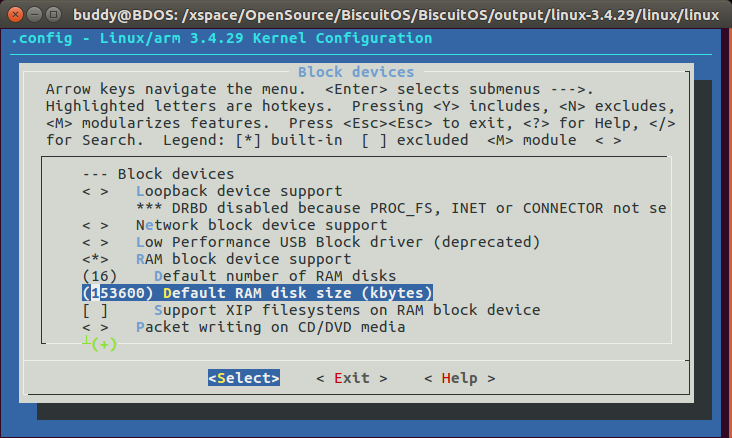 buddy@BDOS: /xspace/OpenSource/BiscuitOS/BiscuitOS/output/linux-3.4.29/linux/linux
.config - Linux/arm 3.4.29 Kernel Configuration
Block devices
Arrow keys navigate the menu.  <Enter> selects submenus --->.
Highlighted letters are hotkeys.  Pressing <Y> includes, <N> excludes,
<M> modularizes features.  Press <Esc><Esc> to exit, <?> for Help, </>
for Search.  Legend: [*] built-in  [ ] excluded  <M> module  < >
--- Block devices
< >   Loopback device support
*** DRBD disabled because PROC_FS, INET or CONNECTOR not se
< >   Network block device support
< >   Low Performance USB Block driver (deprecated)
<*>   RAM block device support
(16)    Default number of RAM disks
(153600) Default RAM disk size (kbytes)
[ ]     Support XIP filesystems on RAM block device
< >   Packet writing on CD/DVD media
(+)
<Select>    < Exit >    < Help >